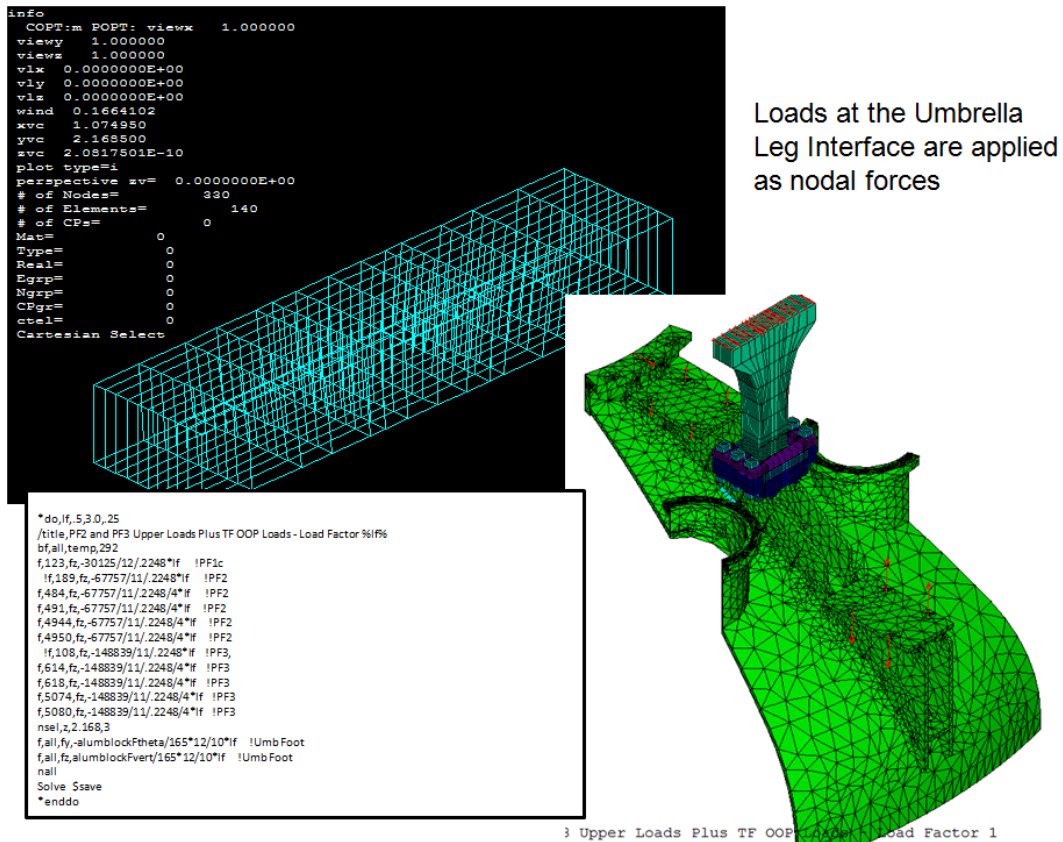 info
COPT:m POPT: viewx 1.000000
viewy 1.000000
viewz 1.000000
vlx 0.0000000E+00
vly 0.0000000E+00
vlz 0.0000000E+00
wind 0.1664102
xvc 1.074950
yvc 2.168500
zvc 2.0817501E-10
plot type=i
perspective zv= 0.0000000E+00
# of Nodes= 330
# of Elements= 140
# of CPs= 0
Mat= 0
Type= 0
Real= 0
Egrp= 0
Ngrp= 0
CPgr= 0
ctel= 0
Cartesian Select
Loads at the Umbrella
Leg Interface are applied
as nodal forces
*do,lf,.5,3.0,.25
/title,PF2 and PF3 Upper Loads Plus TF OOP Loads - Load Factor %lf%
bf,all,temp,292
f,123,fz,-30125/12/.2248*lf !PF1c
!f,189,fz,-67757/11/.2248*lf !PF2
f,484,fz,-67757/11/.2248/4*lf !PF2
f,491,fz,-67757/11/.2248/4*lf !PF2
f,4944,fz,-67757/11/.2248/4*lf !PF2
f,4950,fz,-67757/11/.2248/4*lf !PF2
!f,108,fz,-148839/11/.2248*lf !PF3,
f,614,fz,-148839/11/.2248/4*lf !PF3
f,618,fz,-148839/11/.2248/4*lf !PF3
f,5074,fz,-148839/11/.2248/4*lf !PF3
f,5080,fz,-148839/11/.2248/4*lf !PF3
nsel,z,2.168,3
f,all,fy,-alumblockFtheta/165*12/10*lf !Umb Foot
f,all,fz,alumblockFvert/165*12/10*lf !Umb Foot
nall
Solve $save
*enddo
3 Upper Loads Plus TF OOP Loads - Load Factor 1